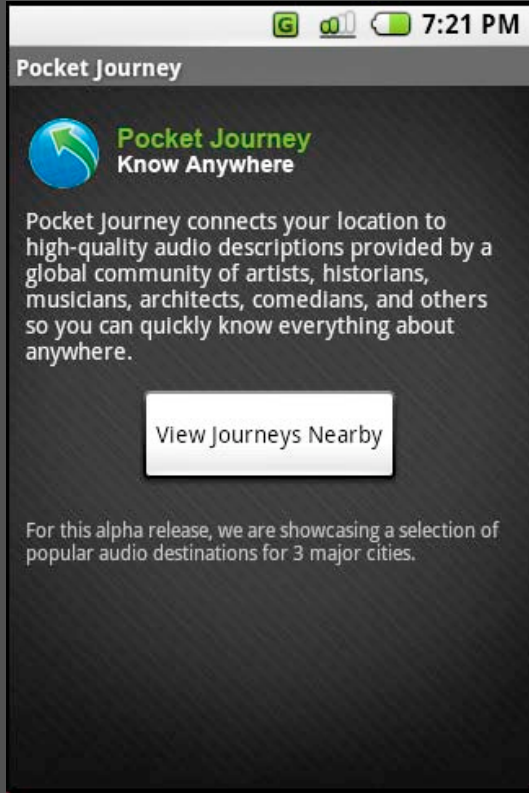 G 7:21 PM
Pocket Journey
Pocket Journey
Know Anywhere
Pocket Journey connects your location to
high-quality audio descriptions provided by a
global community of artists, historians,
musicians, architects, comedians, and others
so you can quickly know everything about
anywhere.
View Journeys Nearby
For this alpha release, we are showcasing a selection of
popular audio destinations for 3 major cities.